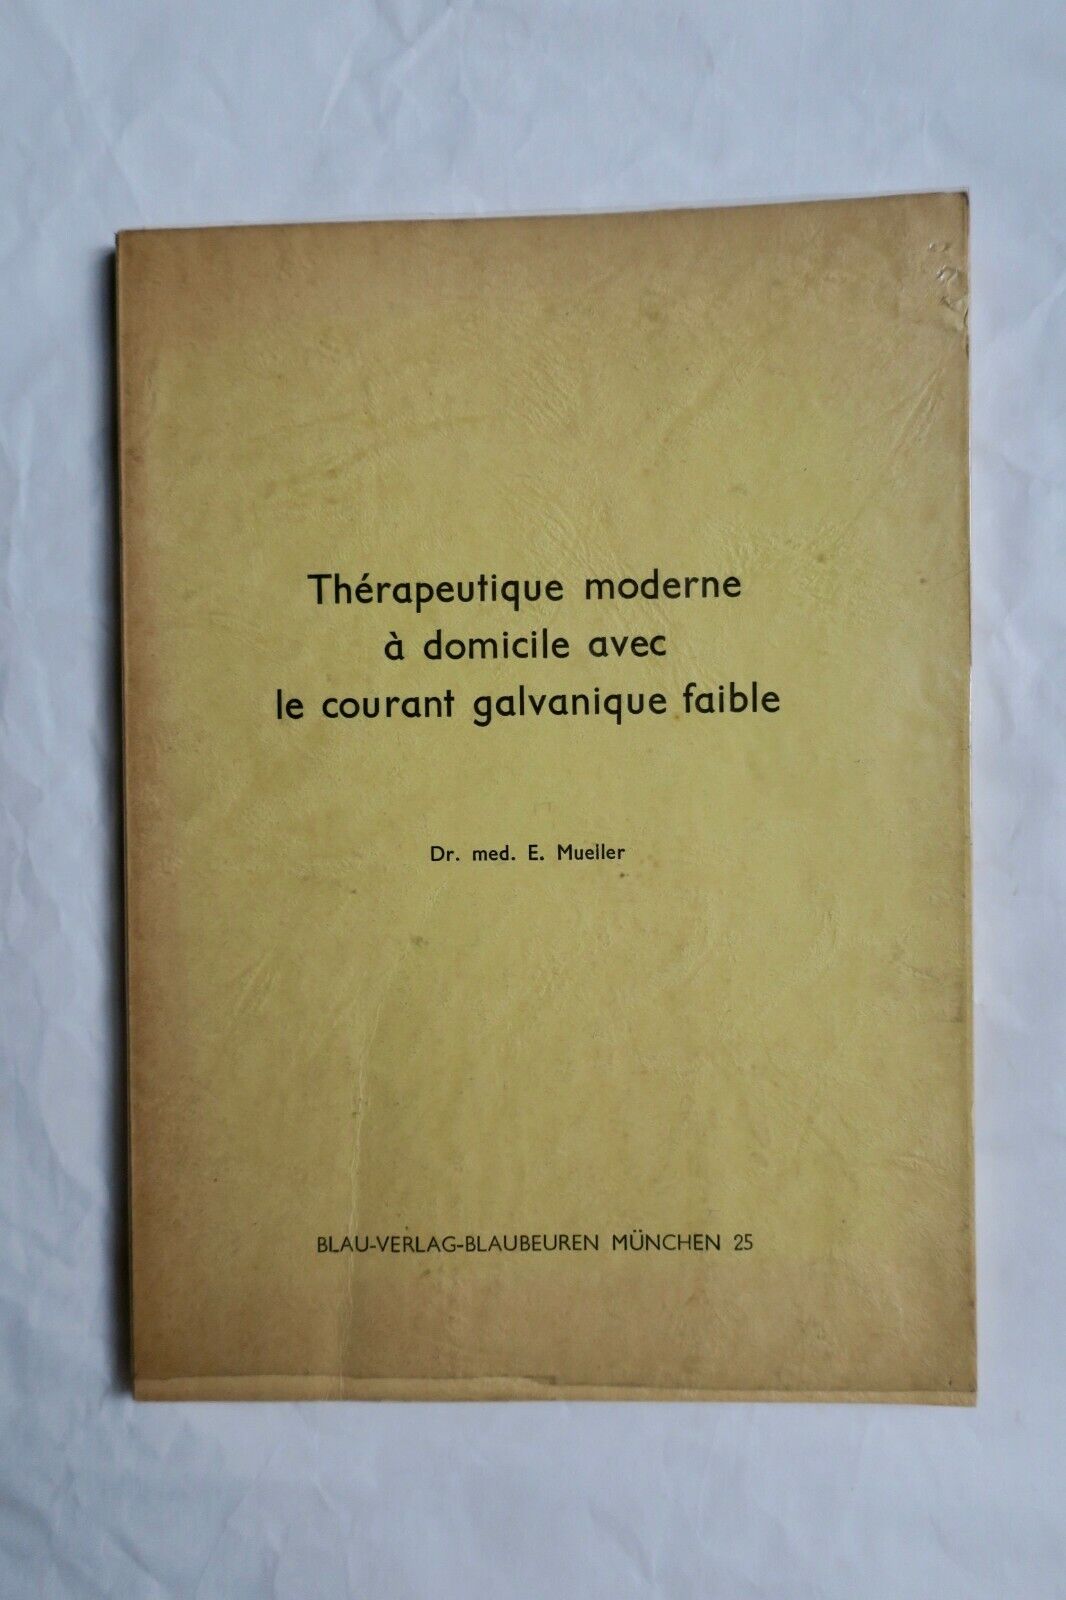 Thérapeutique moderne
à domicile avec
le courant galvanique faible
Dr. med. E. Mueller
BLAU-VERLAG-BLAUBEUREN MÜNCHEN 25